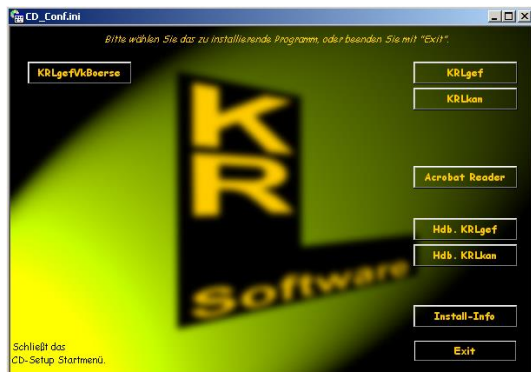 CD_Conf.ini
Bitte wählen Sie das zu installierende Programm, oder beenden Sie mit "Exit".
KRLgefVkBoerse
KRLgef
KRLkan
KRL
Software
Acrobat Reader
Hdb. KRLgef
Hdb. KRLkan
Install-Info
Schließt das
CD-Setup Startmenü.
Exit